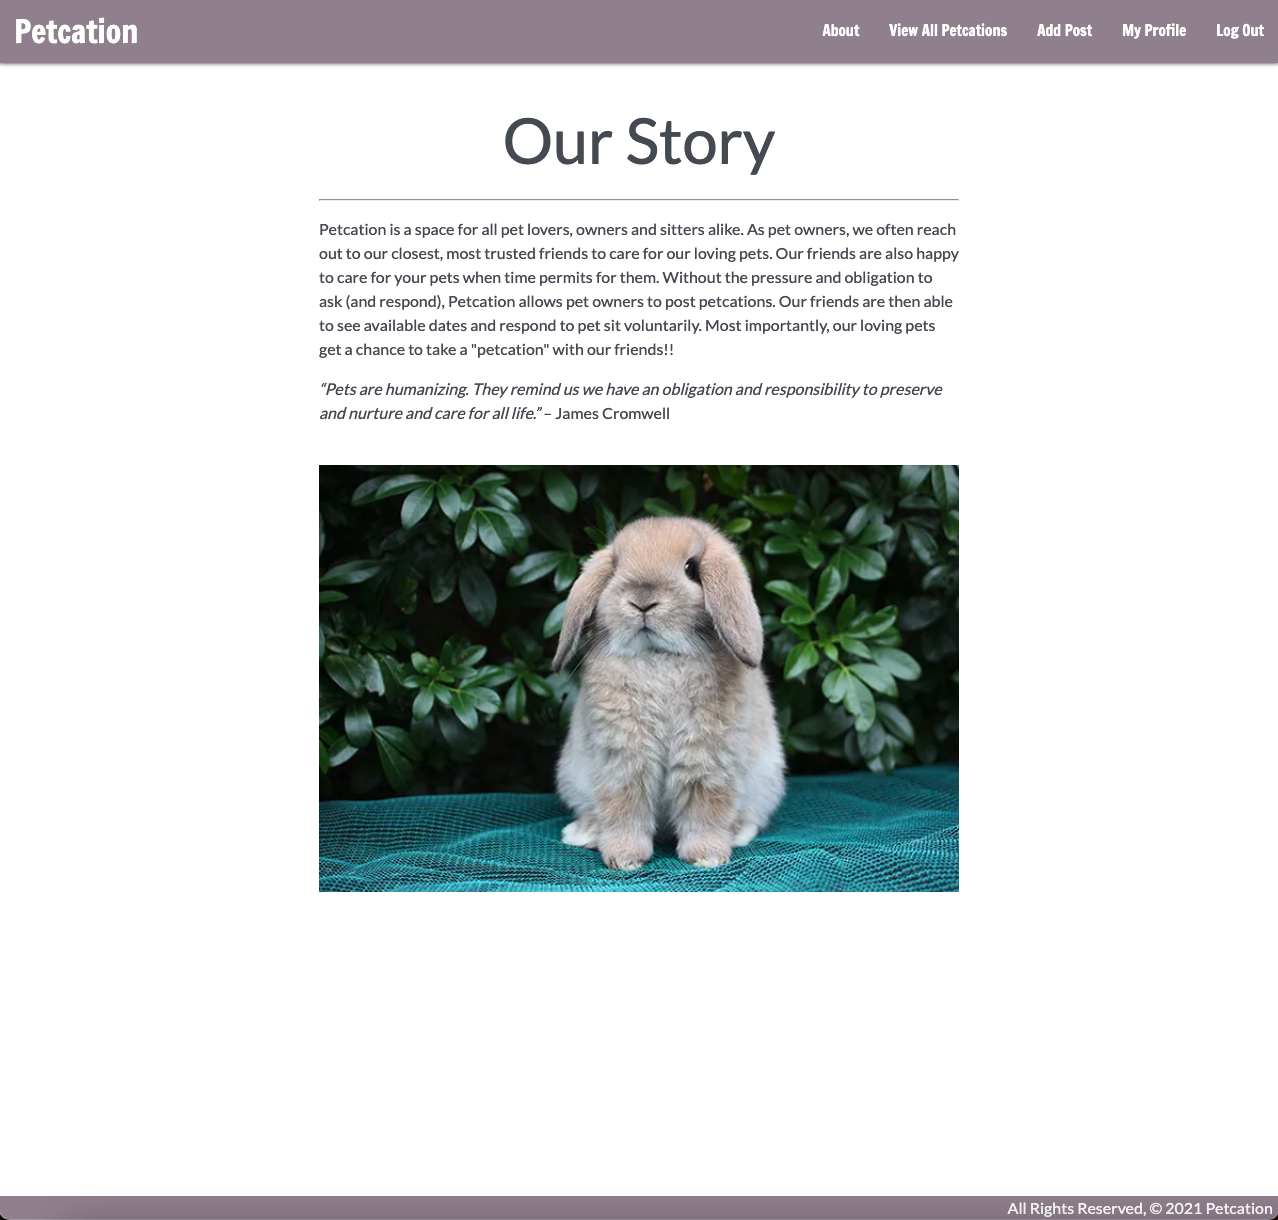 Petcation
About View All Petcations Add Post My Profile Log Out
Our Story
Petcation is a space for all pet lovers, owners and sitters alike. As pet owners, we often reach
out to our closest, most trusted friends to care for our loving pets. Our friends are also happy
to care for your pets when time permits for them. Without the pressure and obligation to
ask (and respond), Petcation allows pet owners to post petcations. Our friends are then able
to see available dates and respond to pet sit voluntarily. Most importantly, our loving pets
get a chance to take a "petcation" with our friends!!
“Pets are humanizing. They remind us we have an obligation and responsibility to preserve
and nurture and care for all life.” – James Cromwell
All Rights Reserved, © 2021 Petcation